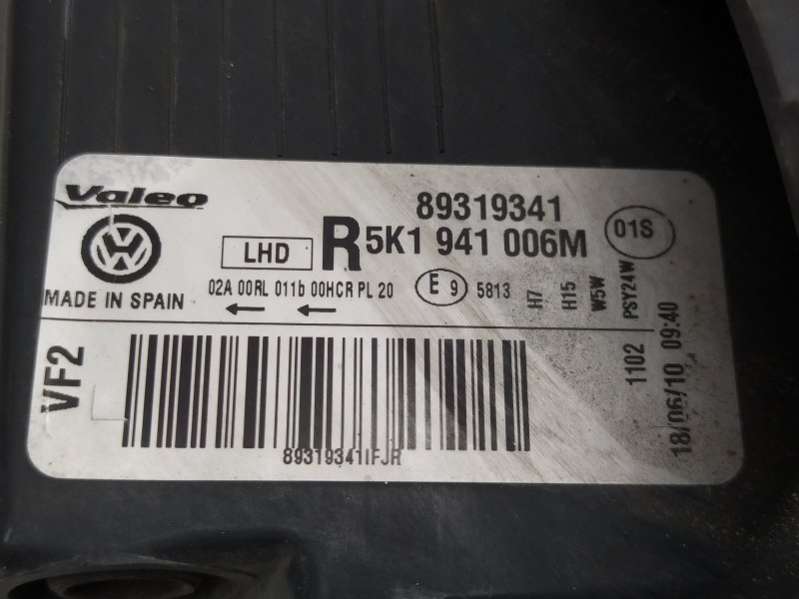 Valeo
89319341
LHD R 5K1 941 006M 01S
MADE IN SPAIN
02A 00RL 011b 00HCR PL 20 E 9 5813
H7
H15
W5W
PSY24W
VF2
1102
18/06/10 09:40
89319341IFJR